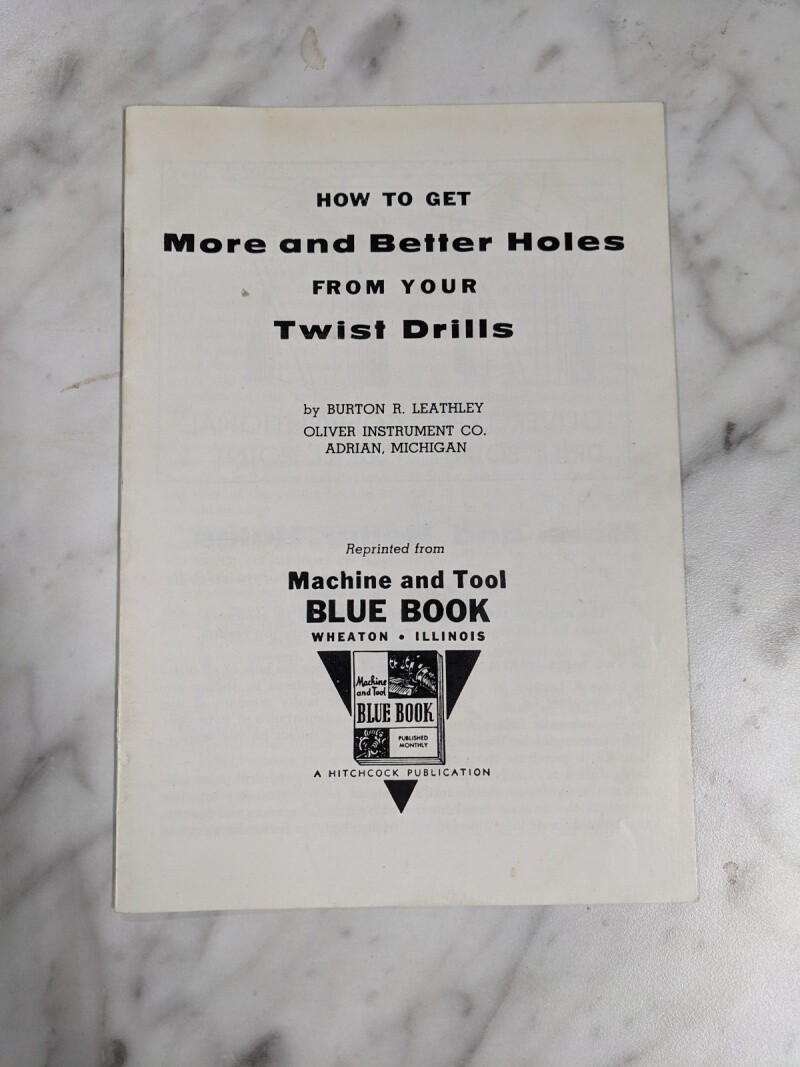 HOW TO GET
More and Better Holes
FROM YOUR
Twist Drills
by BURTON R. LEATHLEY
OLIVER INSTRUMENT CO.
ADRIAN, MICHIGAN
Reprinted from
Machine and Tool
BLUE BOOK
WHEATON • ILLINOIS
Machine
and Tool
BLUE BOOK
PUBLISHED
MONTHLY
A HITCHCOCK PUBLICATION